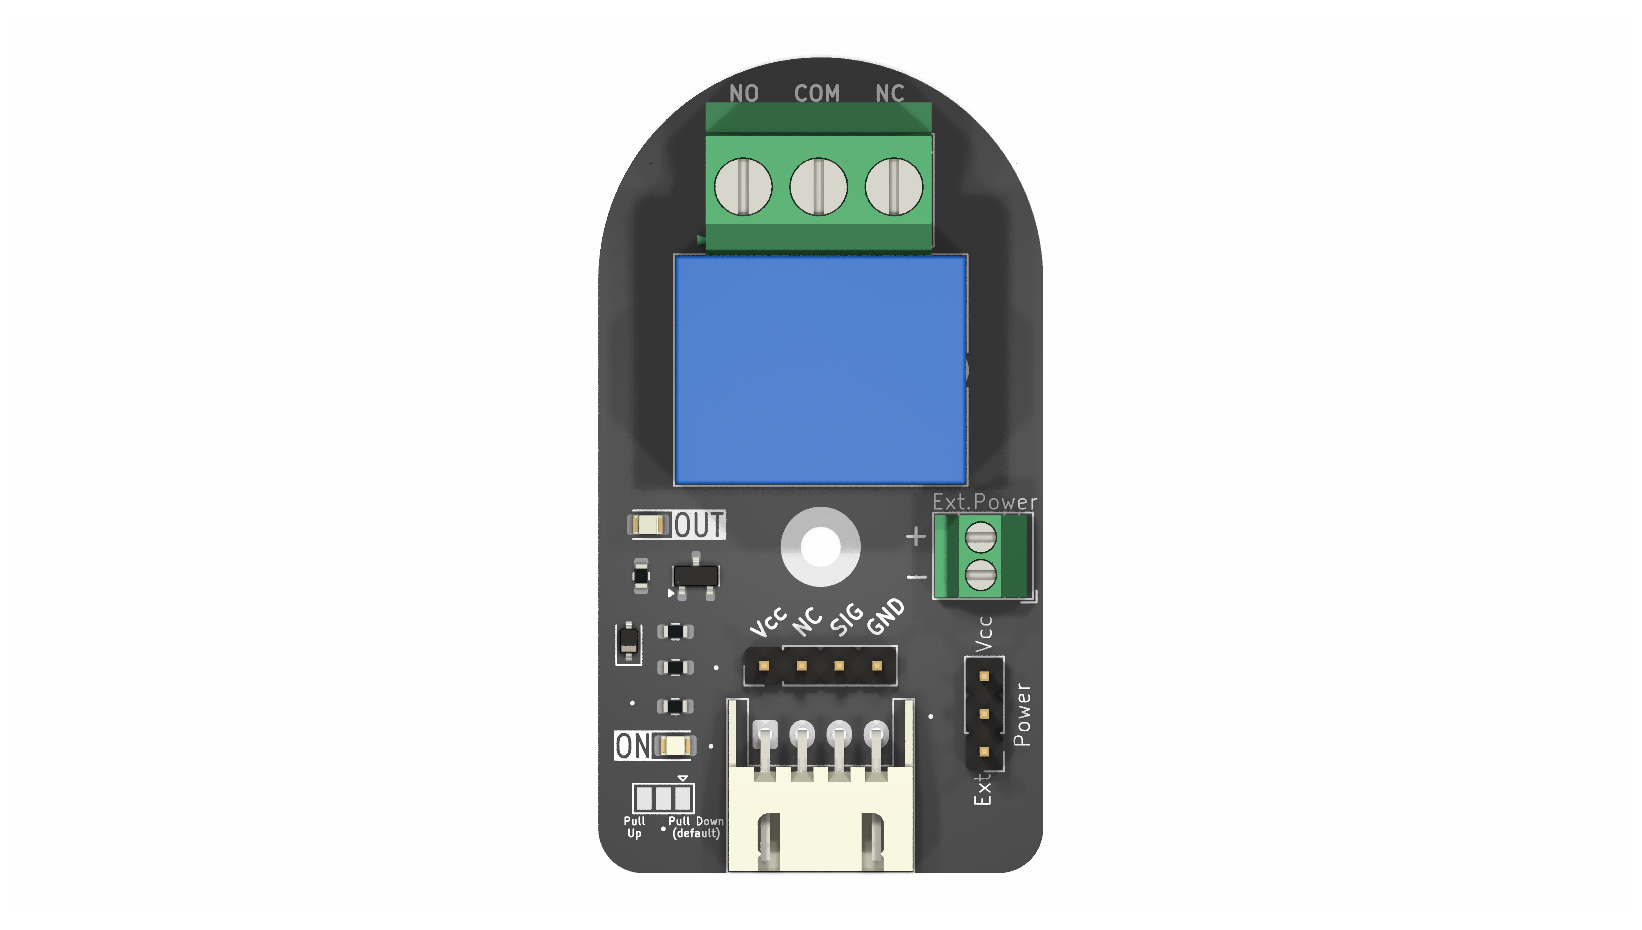 NO COM NC
Ext.Power
OUT
+
−
Vcc NC SIG GND
Vcc
Power
ON
Ext
Pull Up
Pull Down
(default)